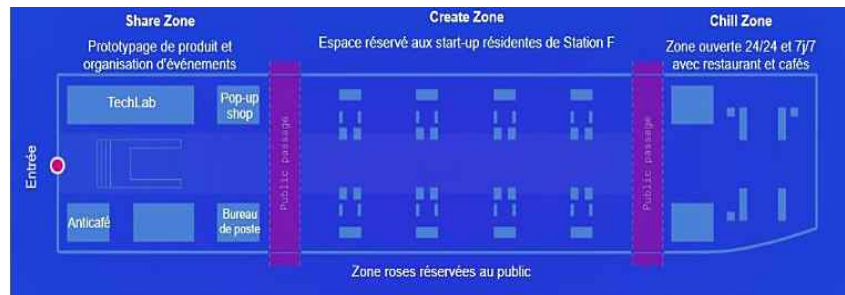 Share Zone
Prototypage de produit et
organisation d'événements
Create Zone
Espace réservé aux start-up résidentes de Station F
Chill Zone
Zone ouverte 24/24 et 7j/7
avec restaurant et cafés
TechLab
Pop-up
shop
Entrée
Public passage
Public passage
Anticafé
Bureau
de poste
Zone roses réservées au public